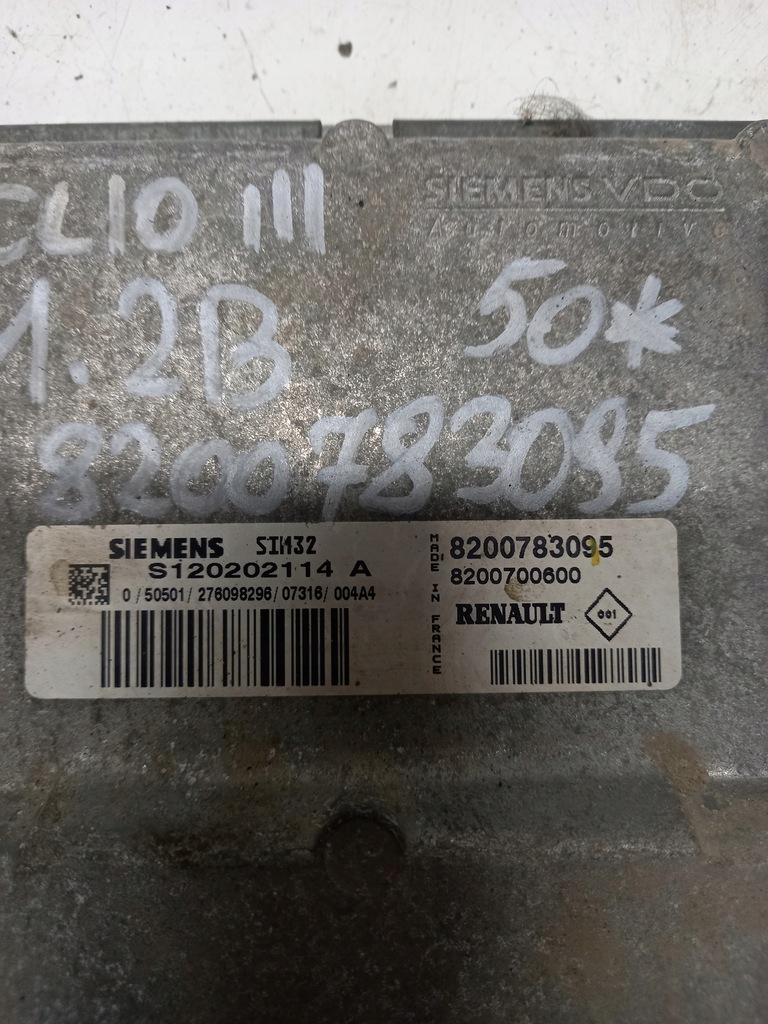 CLIO III
SIEMENS VDO
Automotive
1.2B
50*
8200783095
SIEMENS SIM32
S120202114 A
0/50501/276098296/07316/004A4
MADE IN FRANCE
8200783095
8200700600
RENAULT
001